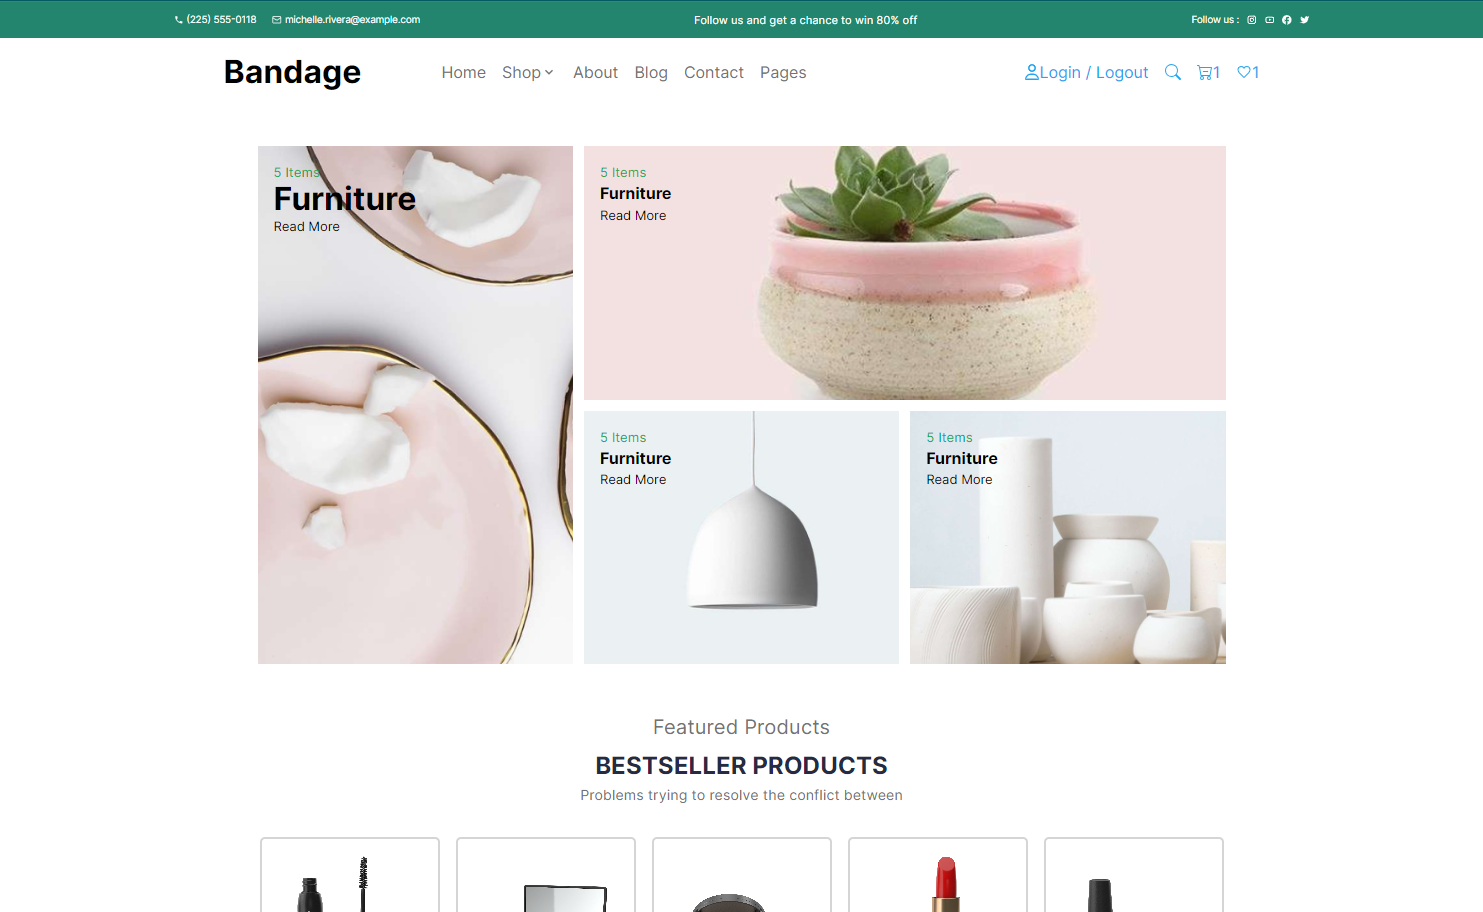 (225) 555-0118 michelle.rivera@example.com Follow us and get a chance to win 80% off Follow us :
Bandage Home Shop About Blog Contact Pages Login / Logout 1 1
5 Items
Furniture
Read More
5 Items
Furniture
Read More
5 Items
Furniture
Read More
5 Items
Furniture
Read More
Featured Products
BESTSELLER PRODUCTS
Problems trying to resolve the conflict between